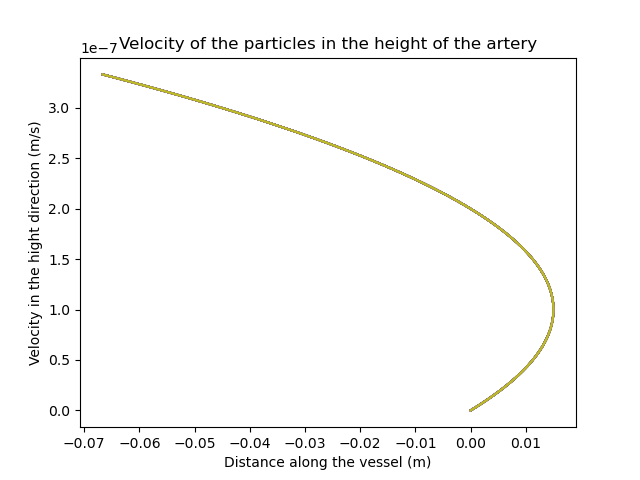 Velocity of the particles in the height of the artery
1e−7
3.0
2.5
2.0
1.5
1.0
0.5
0.0
Velocity in the hight direction (m/s)
−0.07 −0.06 −0.05 −0.04 −0.03 −0.02 −0.01 0.00 0.01
Distance along the vessel (m)